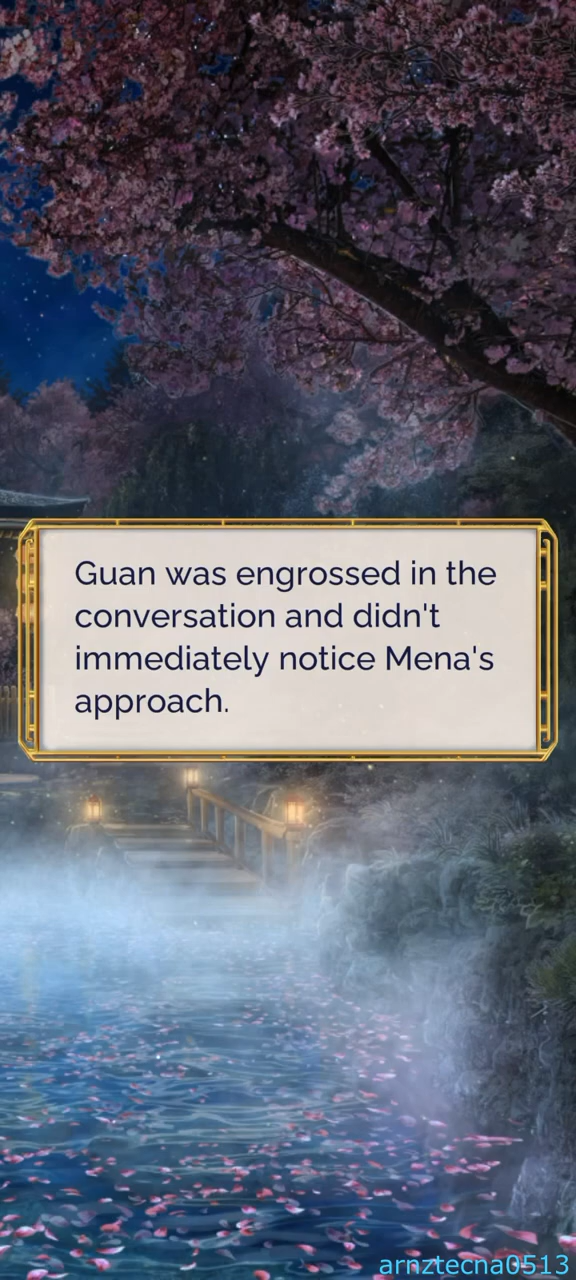 Guan was engrossed in the
conversation and didn't
immediately notice Mena's
approach.
arnztecna0513